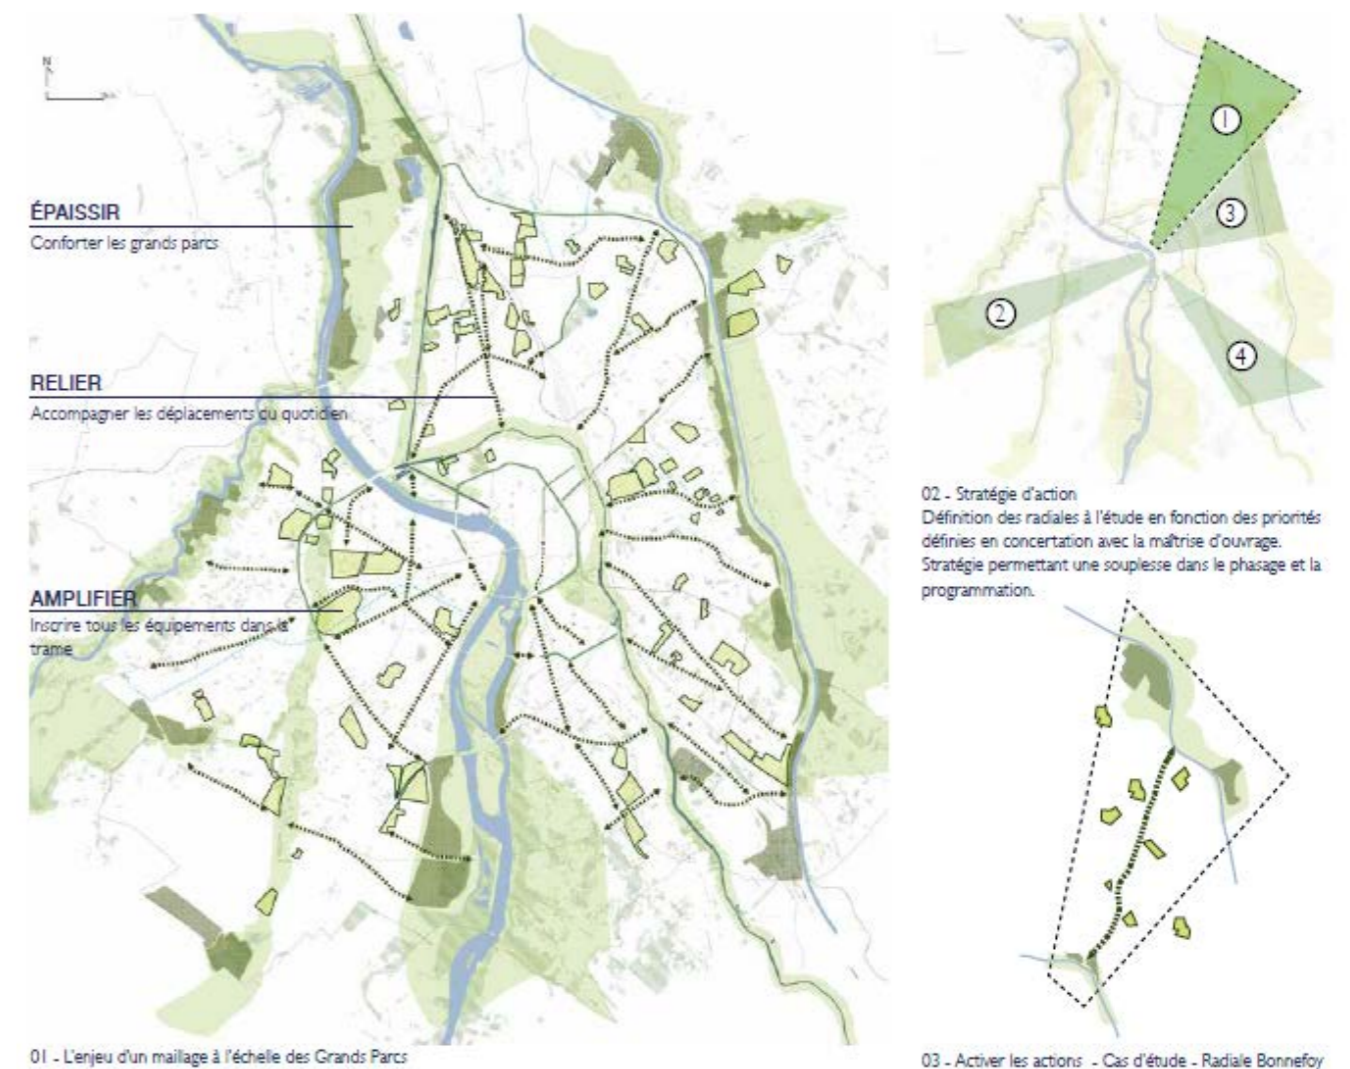 N
ÉPAISSIR
Conforter les grands parcs
RELIER
Accompagner les déplacements du quotidien
AMPLIFIER
Inscrire tous les équipements dans la
trame
01 - L'enjeu d'un maillage à l'échelle des Grands Parcs
1
3
2
4
02 - Stratégie d'action
Définition des radiales à l'étude en fonction des priorités
définies en concertation avec la maîtrise d'ouvrage.
Stratégie permettant une souplesse dans le phasage et la
programmation.
03 - Activer les actions - Cas d'étude - Radiale Bonnefoy